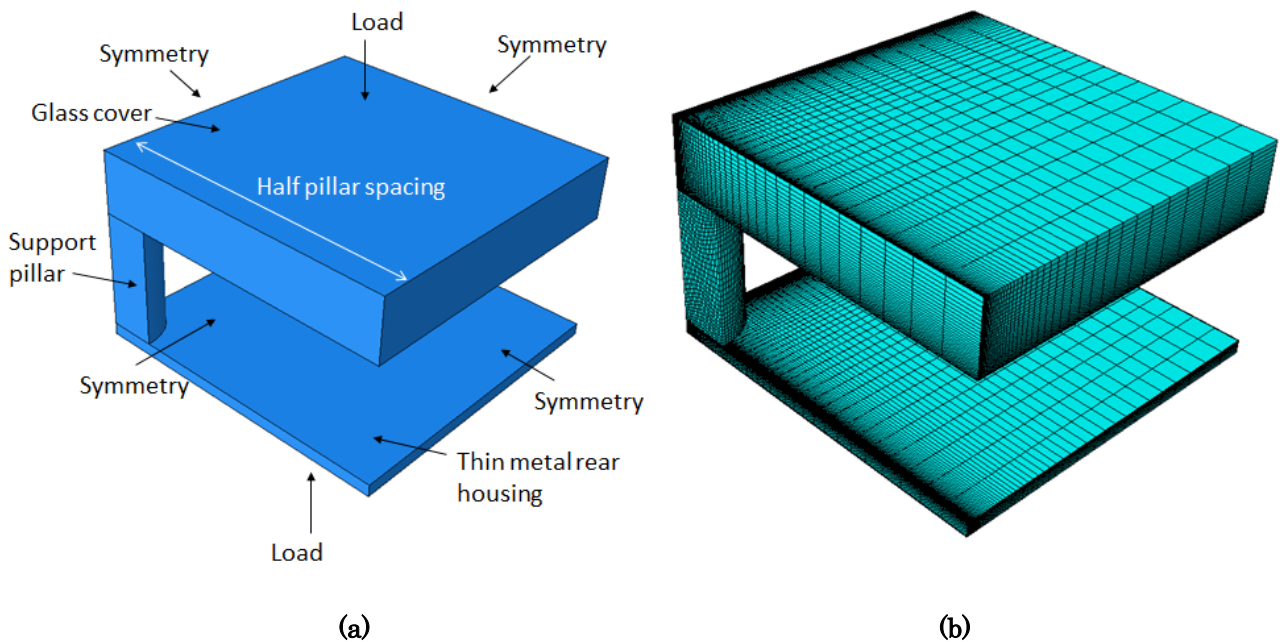 Load
Symmetry
Symmetry
Glass cover
Half pillar spacing
Support
pillar
Symmetry
Symmetry
Thin metal rear
housing
Load
(a)
(b)